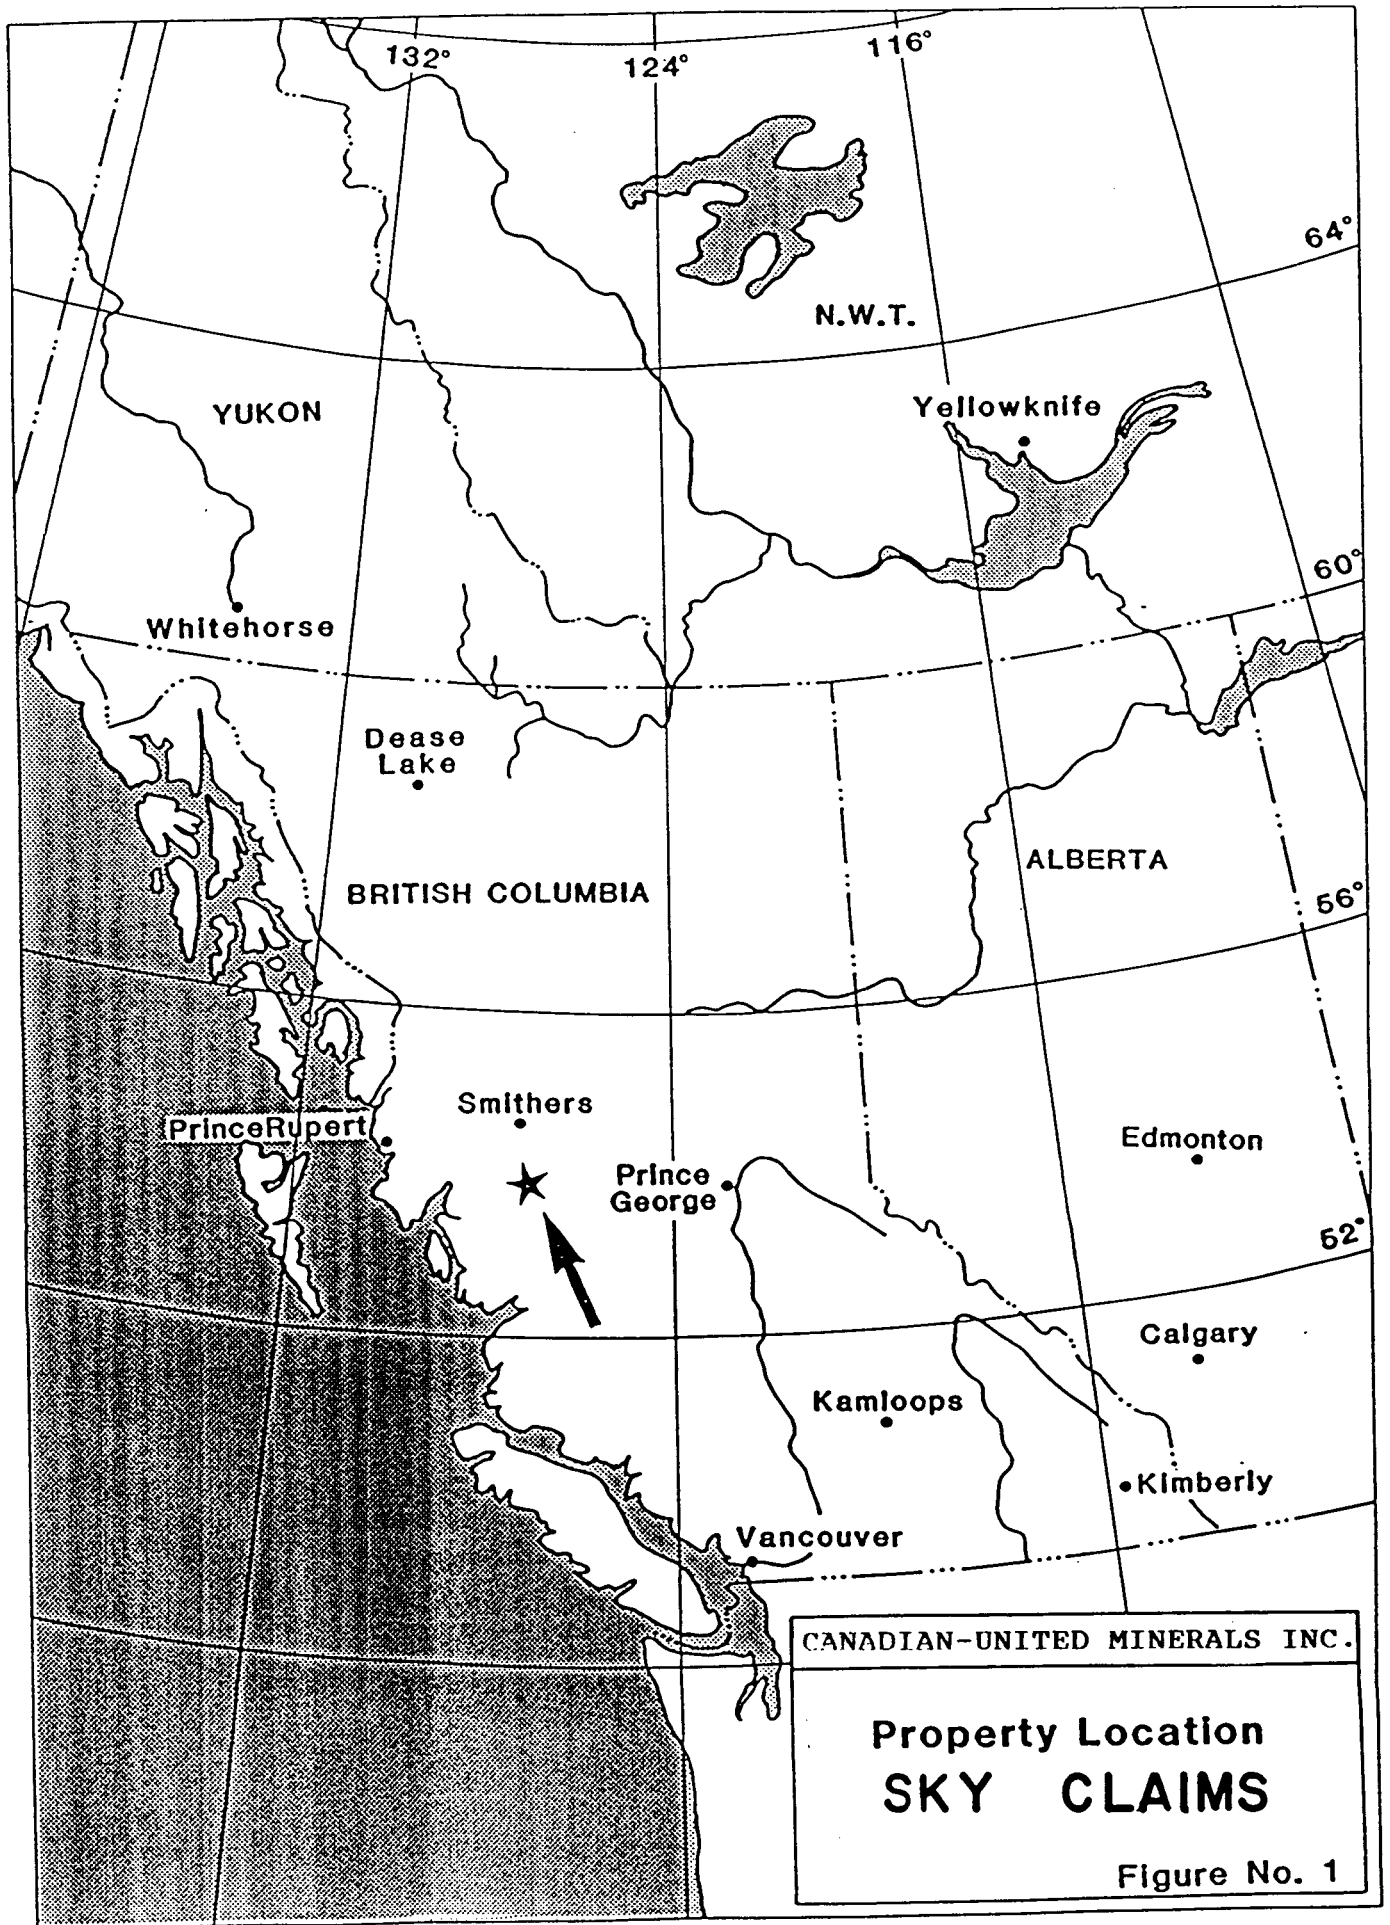 132°
124°
116°
64°
N.W.T.
YUKON
Yellowknife
60°
Whitehorse
Dease
Lake
ALBERTA
BRITISH COLUMBIA
56°
Smithers
PrinceRupert
Edmonton
Prince
George
52°
Calgary
Kamloops
Kimberly
Vancouver
CANADIAN-UNITED MINERALS INC.
Property Location
SKY CLAIMS
Figure No. 1